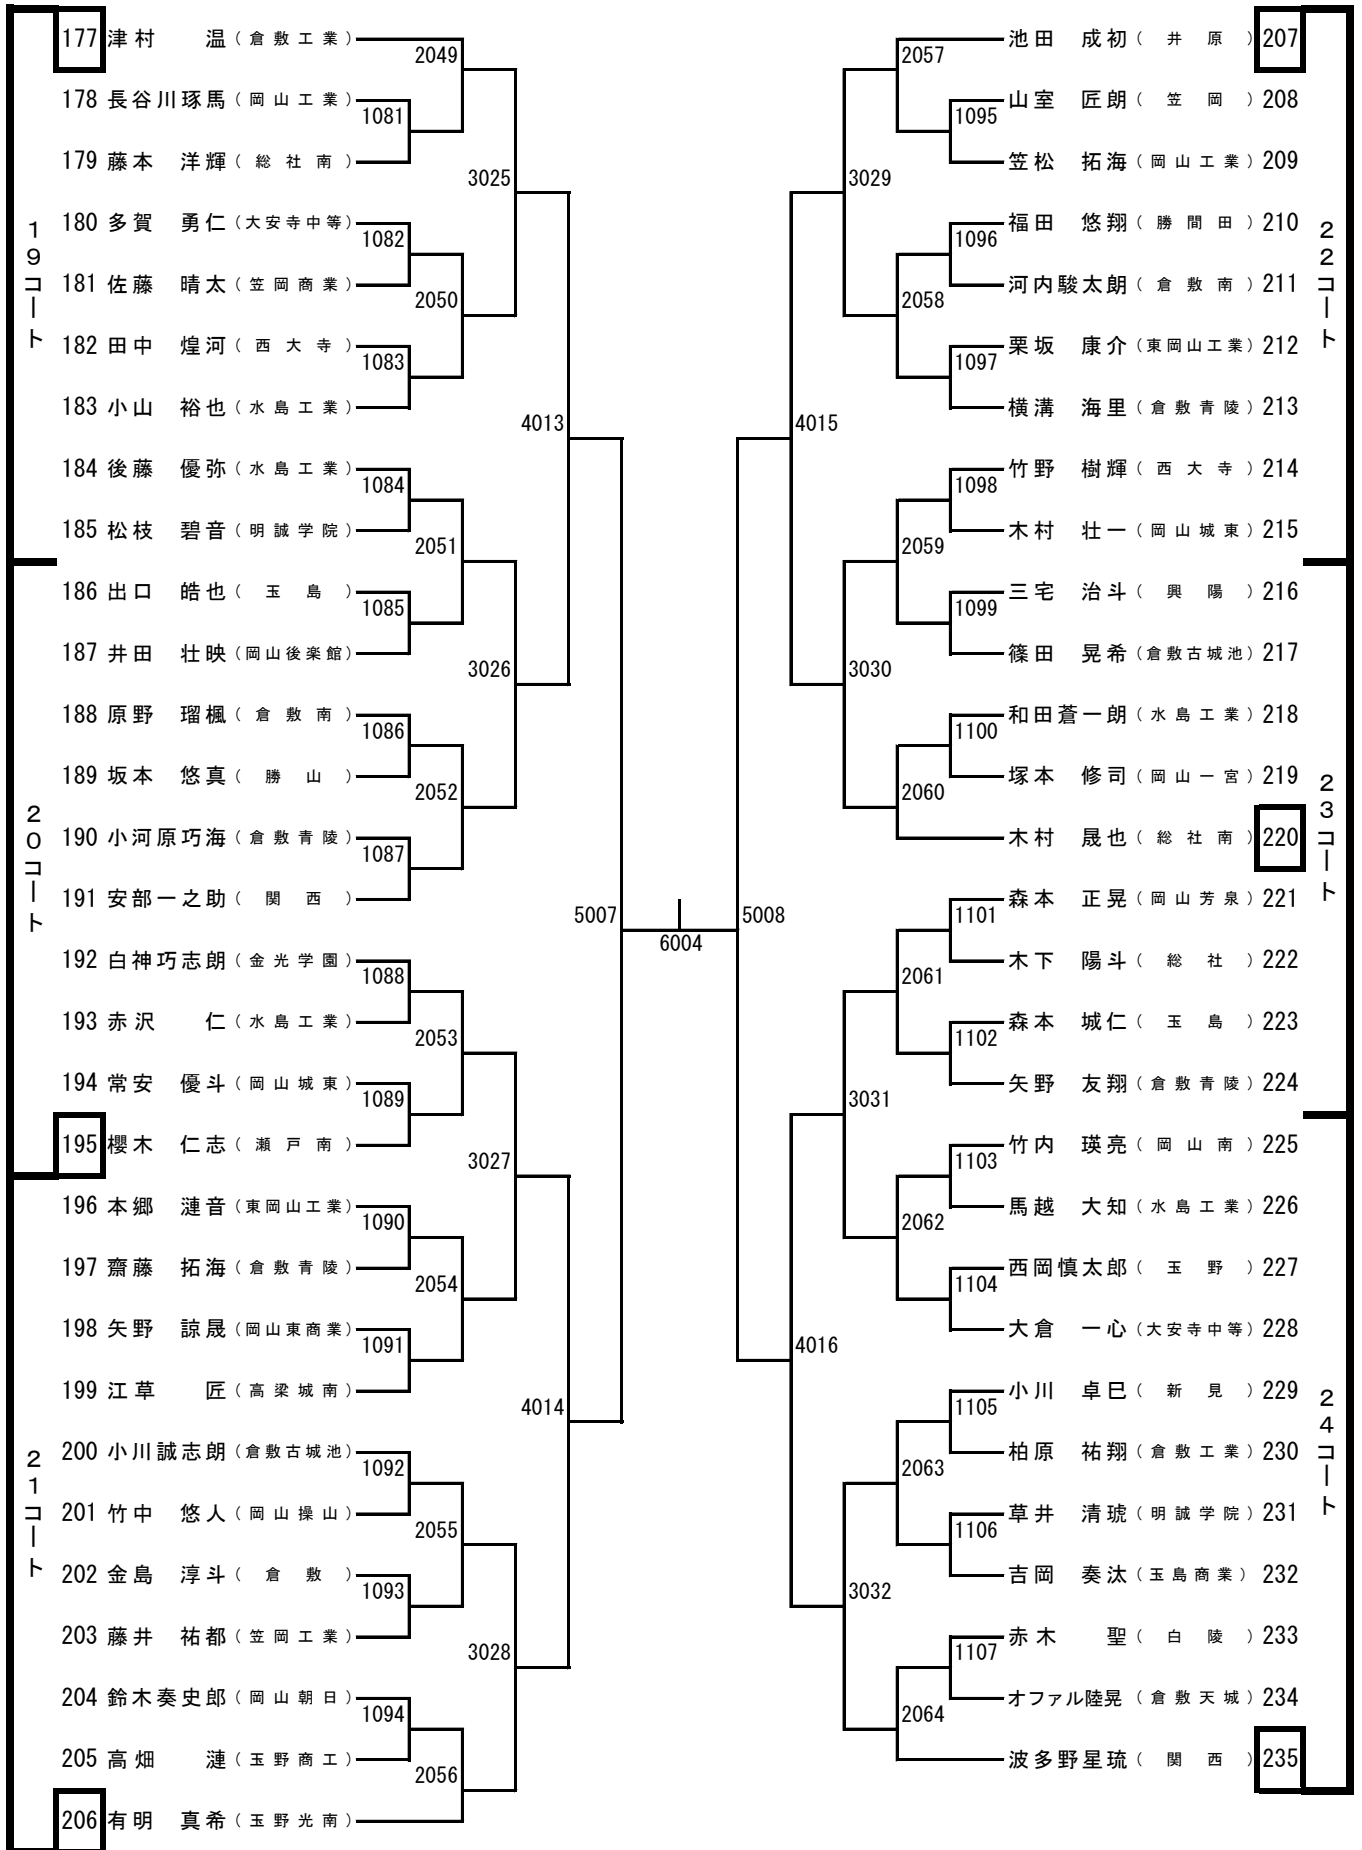 177 津村 温 (倉敷工業)
178 長谷川琢馬 (岡山工業)
179 藤本 洋輝 (総社南)
180 多賀 勇仁 (大安寺中等)
181 佐藤 晴太 (笠岡商業)
182 田中 煌河 (西大寺)
183 小山 裕也 (水島工業)
184 後藤 優弥 (水島工業)
185 松枝 碧音 (明誠学院)
186 出口 皓也 (玉島)
187 井田 壮映 (岡山後楽館)
188 原野 瑠楓 (倉敷南)
189 坂本 悠真 (勝山)
190 小河原巧海 (倉敷青陵)
191 安部一之助 (関西)
192 白神巧志朗 (金光学園)
193 赤沢 仁 (水島工業)
194 常安 優斗 (岡山城東)
195 櫻木 仁志 (瀬戸南)
196 本郷 漣音 (東岡山工業)
197 齋藤 拓海 (倉敷青陵)
198 矢野 諒晟 (岡山東商業)
199 江草 匠 (高梁城南)
200 小川誠志朗 (倉敷古城池)
201 竹中 悠人 (岡山操山)
202 金島 淳斗 (倉敷)
203 藤井 祐都 (笠岡工業)
204 鈴木奏史郎 (岡山朝日)
205 高畑 漣 (玉野商工)
206 有明 真希 (玉野光南)
19コート
20コート
21コート
1081
1082
1083
1084
1085
1086
1087
1088
1089
1090
1091
1092
1093
1094
2049
2050
2051
2052
2053
2054
2055
2056
3025
3026
3027
3028
4013
4014
5007
6004
5008
4015
4016
3029
3030
3031
3032
2057
2058
2059
2060
2061
2062
2063
2064
1095
1096
1097
1098
1099
1100
1101
1102
1103
1104
1105
1106
1107
池田 成初 (井原) 207
山室 匠朗 (笠岡) 208
笠松 拓海 (岡山工業) 209
福田 悠翔 (勝間田) 210
河内駿太朗 (倉敷南) 211
栗坂 康介 (東岡山工業) 212
横溝 海里 (倉敷青陵) 213
竹野 樹輝 (西大寺) 214
木村 壮一 (岡山城東) 215
三宅 治斗 (興陽) 216
篠田 晃希 (倉敷古城池) 217
和田蒼一朗 (水島工業) 218
塚本 修司 (岡山一宮) 219
木村 晟也 (総社南) 220
森本 正晃 (岡山芳泉) 221
木下 陽斗 (総社) 222
森本 城仁 (玉島) 223
矢野 友翔 (倉敷青陵) 224
竹内 瑛亮 (岡山南) 225
馬越 大知 (水島工業) 226
西岡慎太郎 (玉野) 227
大倉 一心 (大安寺中等) 228
小川 卓巳 (新見) 229
柏原 祐翔 (倉敷工業) 230
草井 清琥 (明誠学院) 231
吉岡 奏汰 (玉島商業) 232
赤木 聖 (白陵) 233
オファル陸晃 (倉敷天城) 234
波多野星琉 (関西) 235
22コート
23コート
24コート